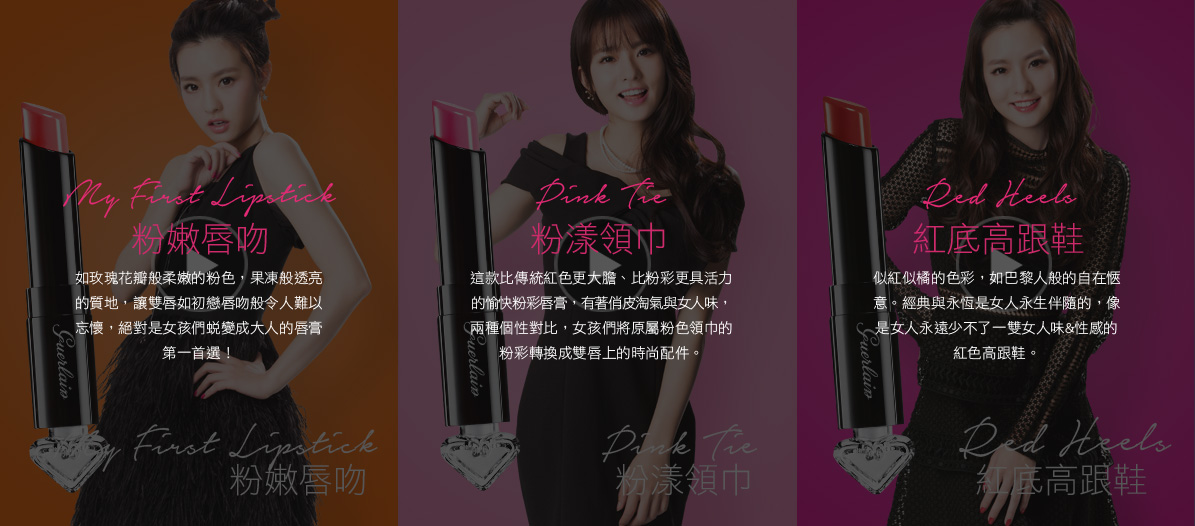 My First Lipstick
粉嫩唇吻
如玫瑰花瓣般柔嫩的粉色，果凍般透亮
的質地，讓雙唇如初戀唇吻般令人難以
忘懷，絕對是女孩們蛻變成大人的唇膏
第一首選！
Guerlain
My First Lipstick
粉嫩唇吻
Pink Tie
粉漾領巾
這款比傳統紅色更大膽、比粉彩更具活力
的愉快粉彩唇膏，有著俏皮淘氣與女人味，
兩種個性對比，女孩們將原屬粉色領巾的
粉彩轉換成雙唇上的時尚配件。
Guerlain
Pink Tie
粉漾領巾
Red Heels
紅底高跟鞋
似紅似橘的色彩，如巴黎人般的自在愜
意。經典與永恆是女人永生伴隨的，像
是女人永遠少不了一雙女人味&性感的
紅色高跟鞋。
Guerlain
Red Heels
紅底高跟鞋